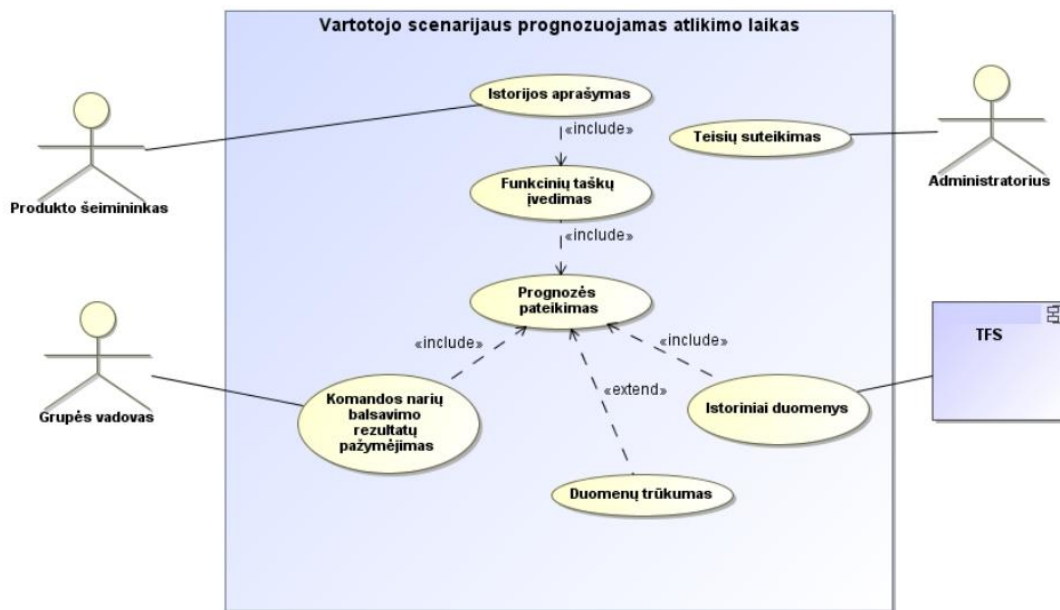 Vartotojo scenarijaus prognozuojamas atlikimo laikas
Istorijos aprašymas
«include»
Teisių suteikimas
Produkto šeimininkas
Administratorius
Funkcinių taškų
įvedimas
«include»
Prognozės
pateikimas
«include»
«include»
TFS
«extend»
Grupės vadovas
Komandos narių
balsavimo
rezultatų
pažymėjimas
Istoriniai duomenys
Duomenų trūkumas